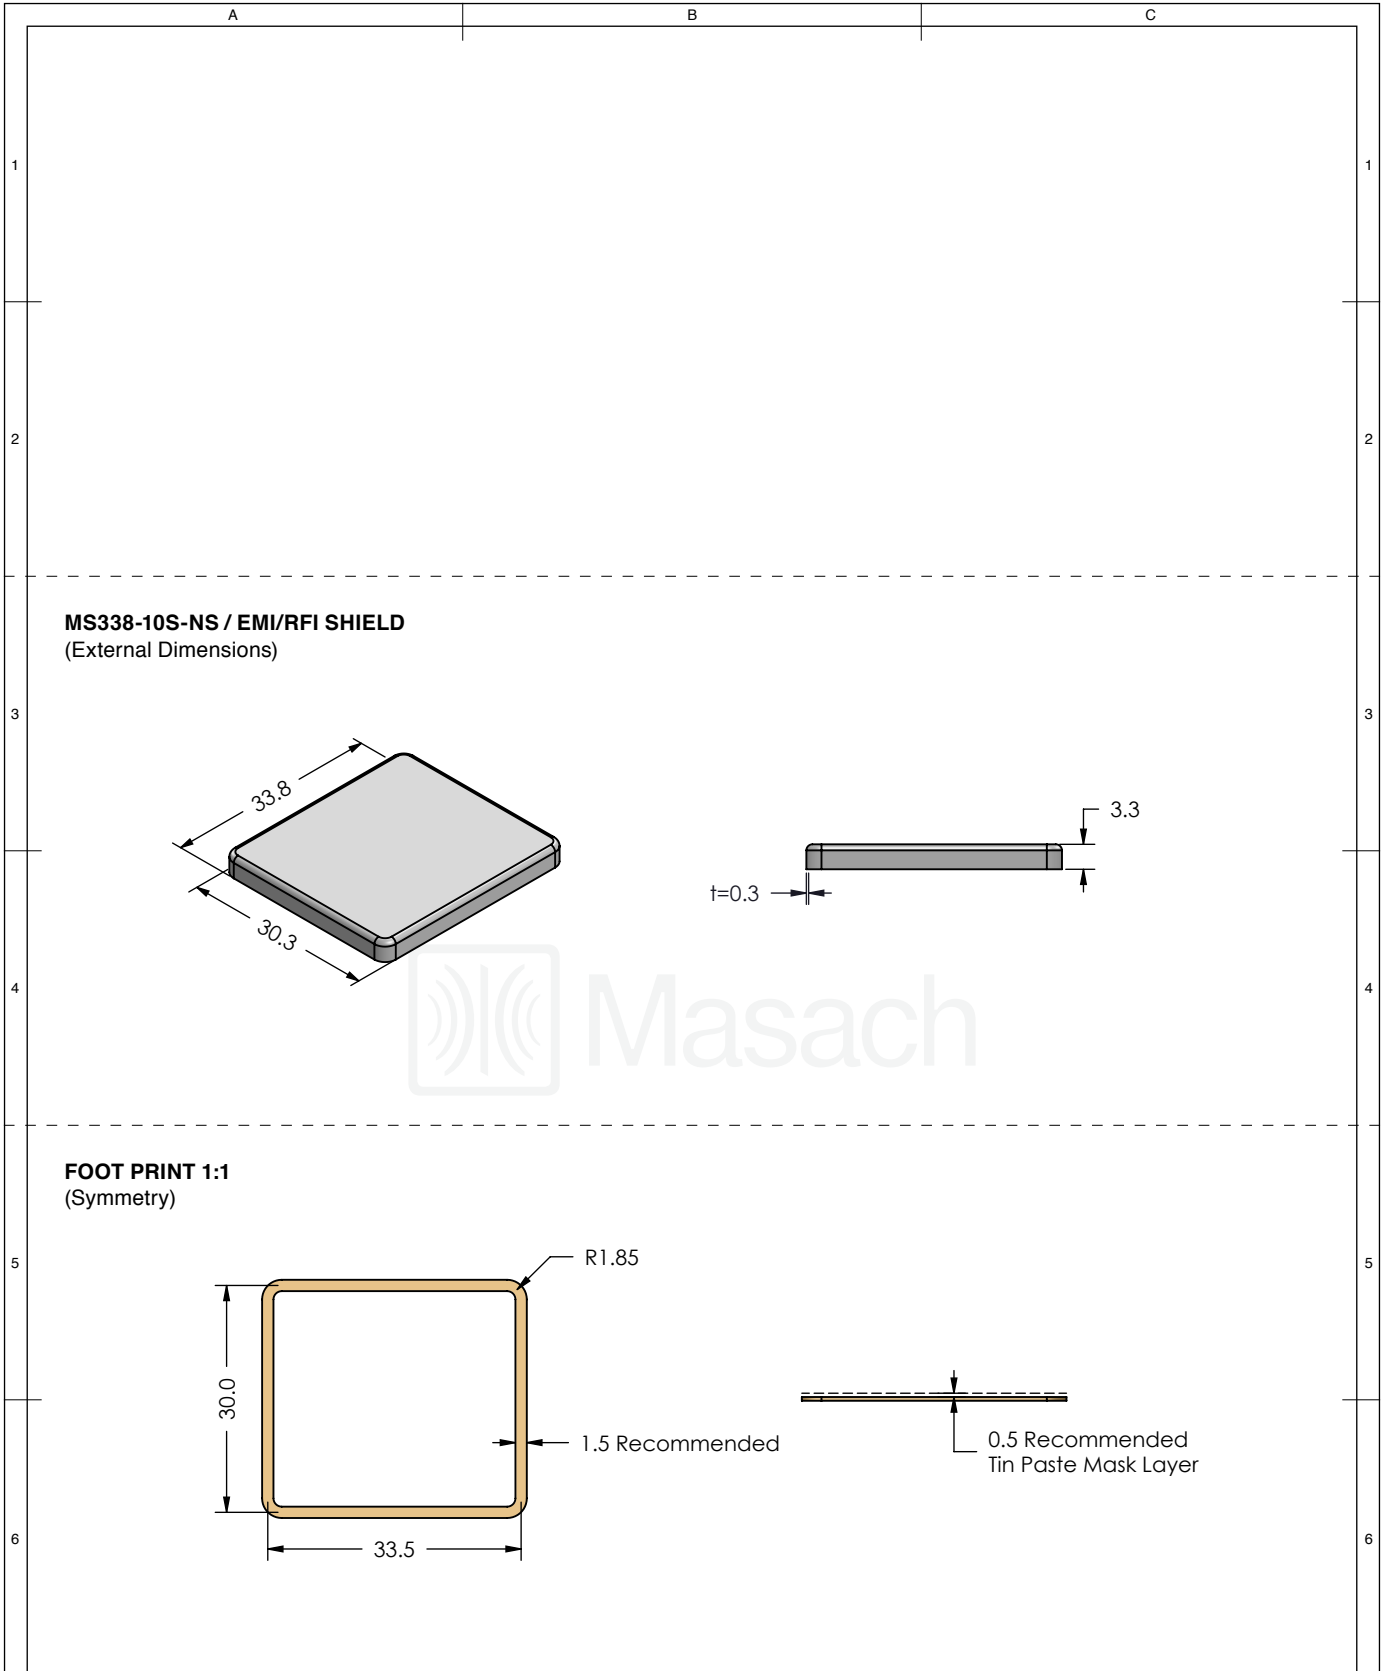 A B C
1 1
2 2
MS338-10S-NS / EMI/RFI SHIELD
(External Dimensions)
3 3
33.8
3.3
t=0.3
30.3
4 4
Masach
FOOT PRINT 1:1
(Symmetry)
5 5
R1.85
30.0
1.5 Recommended
0.5 Recommended
Tin Paste Mask Layer
6 6
33.5